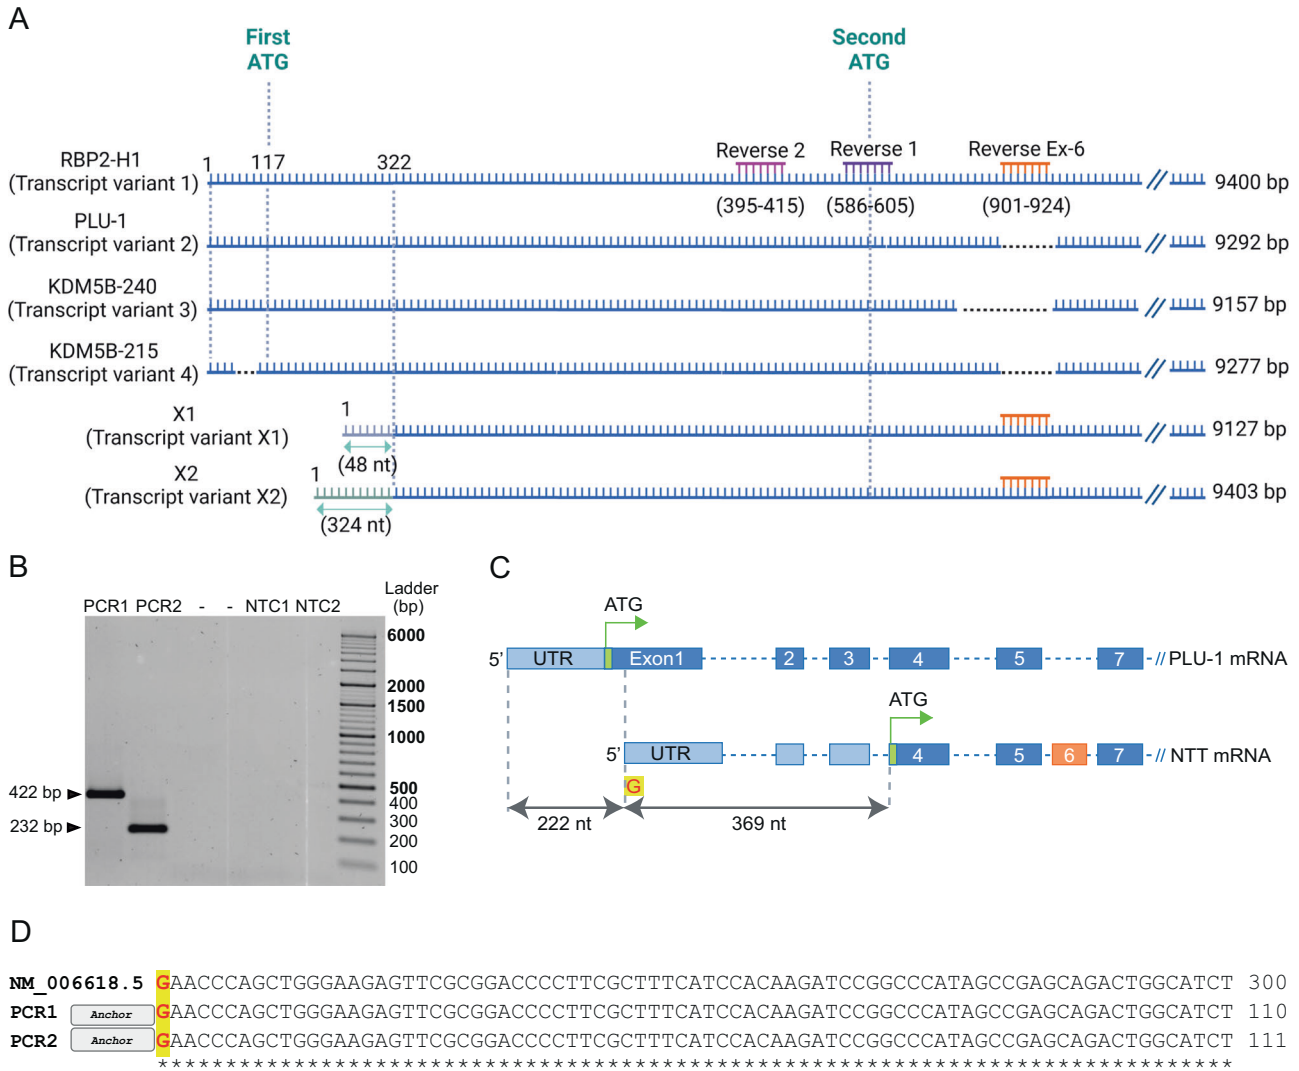 A
First
ATG
Second
ATG
RBP2-H1
(Transcript variant 1)
1
117
322
Reverse 2
Reverse 1
Reverse Ex-6
(395-415)
(586-605)
(901-924)
9400 bp
PLU-1
(Transcript variant 2)
9292 bp
KDM5B-240
(Transcript variant 3)
9157 bp
KDM5B-215
(Transcript variant 4)
9277 bp
X1
(Transcript variant X1)
1
(48 nt)
9127 bp
X2
(Transcript variant X2)
1
(324 nt)
9403 bp
B
PCR1 PCR2 - - NTC1 NTC2
Ladder
(bp)
6000
2000
1500
1000
500
400
300
200
100
422 bp
232 bp
C
ATG
5' UTR Exon1 2 3 4 5 7 // PLU-1 mRNA
ATG
5' UTR 4 5 6 7 // NTT mRNA
G
222 nt
369 nt
D
NM_006618.5 GAACCCAGCTGGGAAGAGTTCGCGGACCCCTTCGCTTTCATCCACAAGATCCGGCCCATAGCCGAGCAGACTGGCATCT 300
PCR1 Anchor GAACCCAGCTGGGAAGAGTTCGCGGACCCCTTCGCTTTCATCCACAAGATCCGGCCCATAGCCGAGCAGACTGGCATCT 110
PCR2 Anchor GAACCCAGCTGGGAAGAGTTCGCGGACCCCTTCGCTTTCATCCACAAGATCCGGCCCATAGCCGAGCAGACTGGCATCT 111
*******************************************************************************